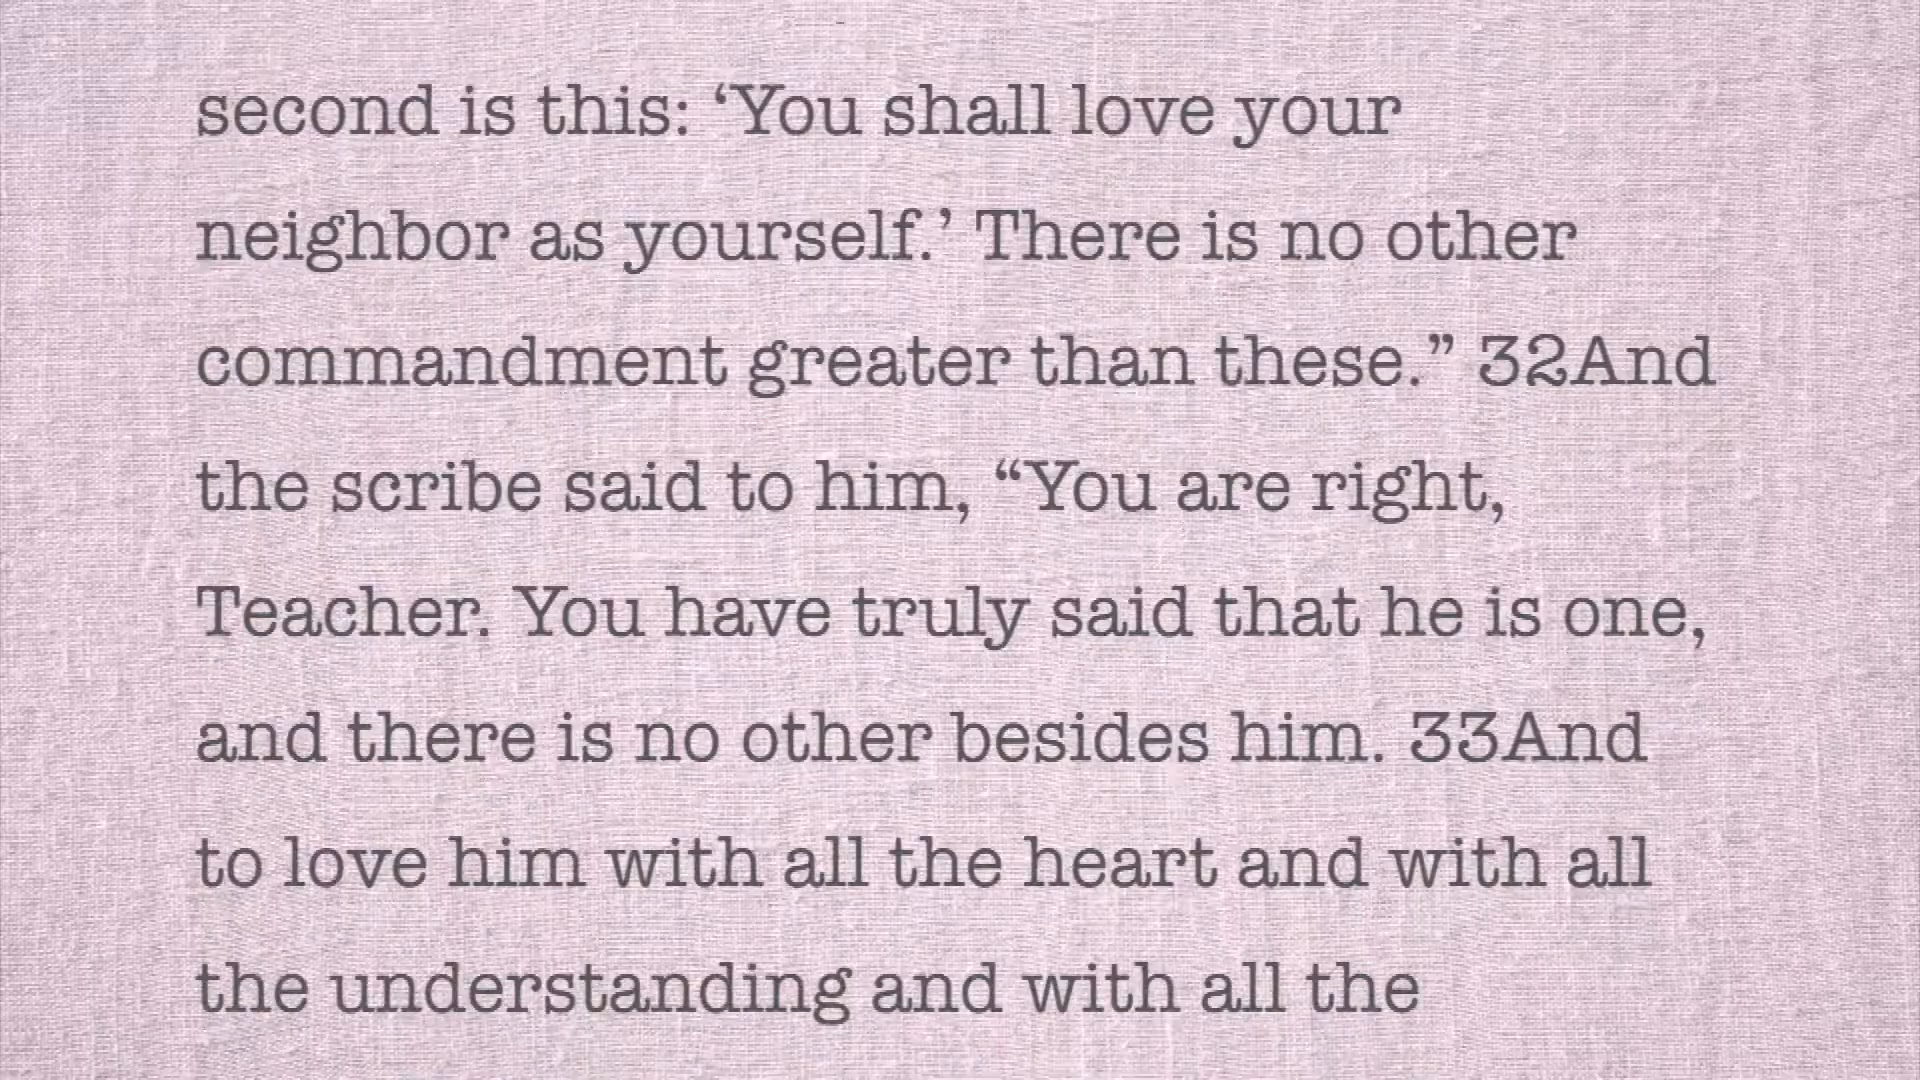 second is this: ‘You shall love your
neighbor as yourself.’ There is no other
commandment greater than these.” 32And
the scribe said to him, “You are right,
Teacher. You have truly said that he is one,
and there is no other besides him. 33And
to love him with all the heart and with all
the understanding and with all the